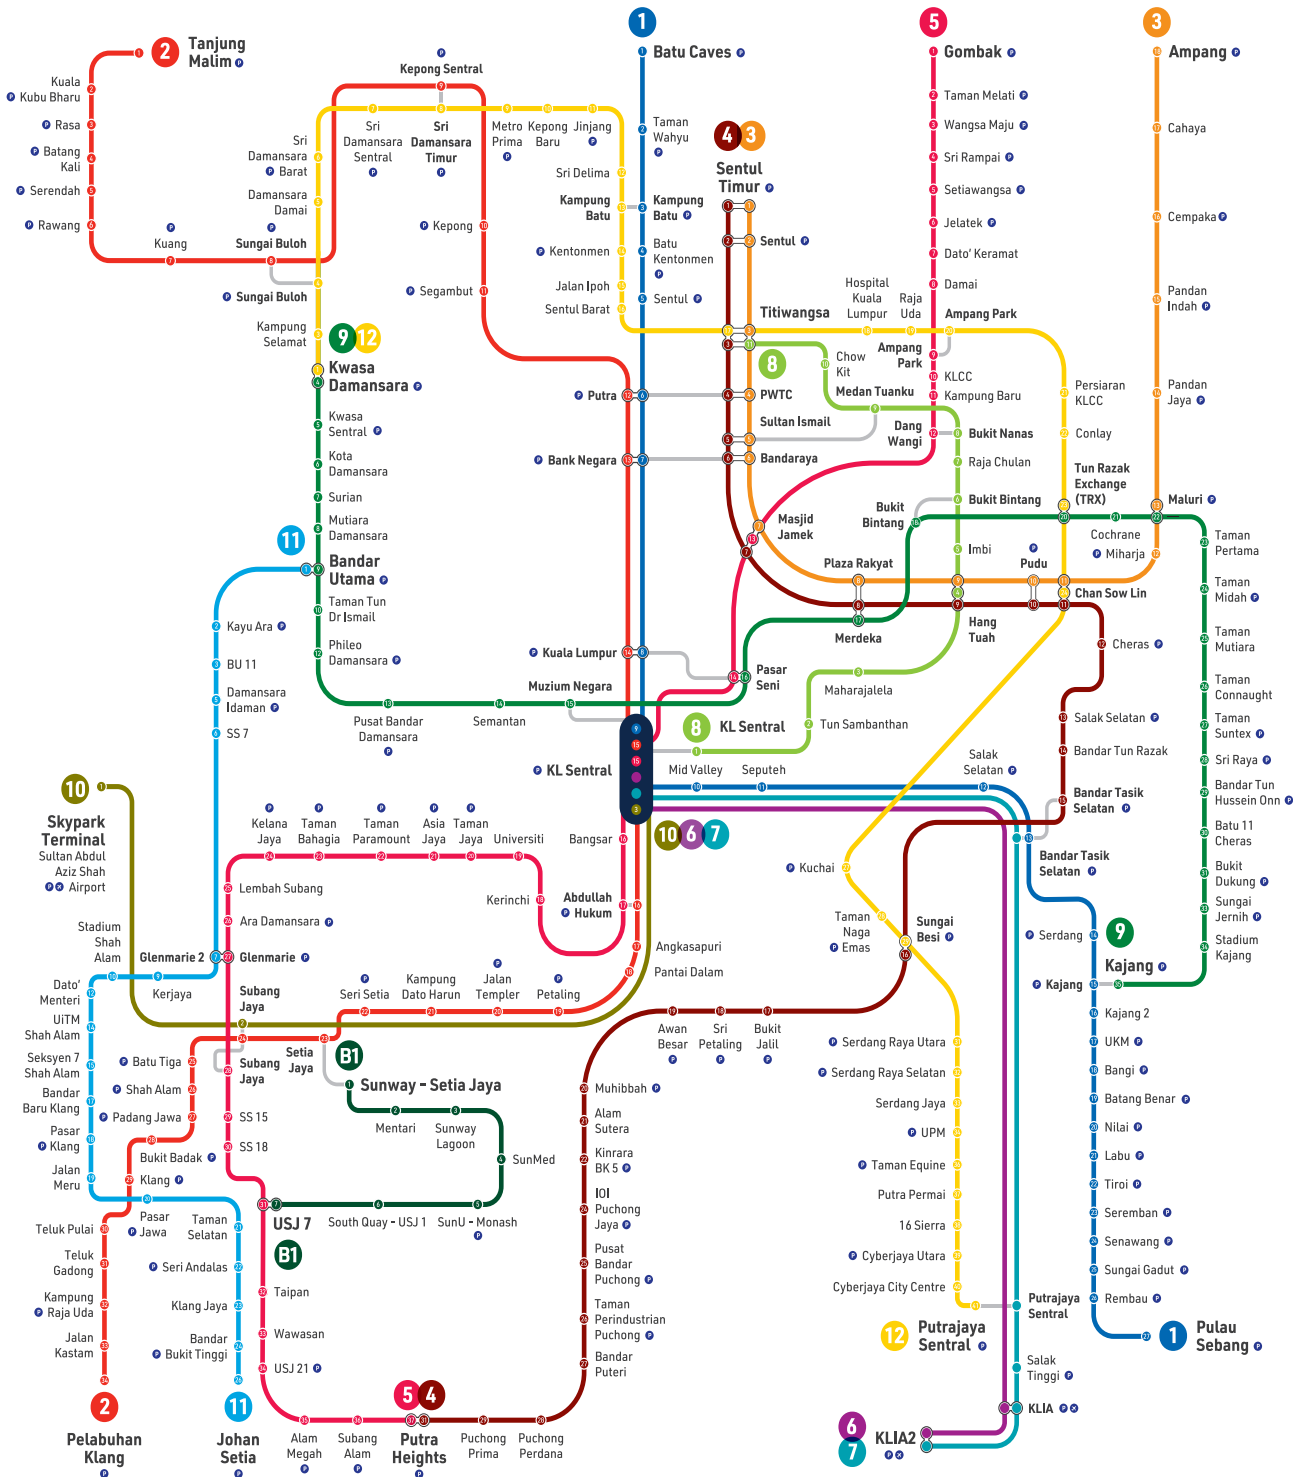 2
Tanjung
Malim
Kuala
Kubu Bharu
Rasa
Batang
Kali
Serendah
Rawang
Kuang
Sungai Buloh
Sungai Buloh
Kampung
Selamat
Sri
Damansara
Barat
Damansara
Damai
Kepong Sentral
Sri
Damansara
Sentral
Sri
Damansara
Timur
Metro
Prima
Kepong
Baru
Jinjang
Sri Delima
Kampung
Batu
Kentonmen
Jalan Ipoh
Sentul Barat
Kepong
Segambut
1
Batu Caves
Taman
Wahyu
Kampung
Batu
Batu
Kentonmen
Sentul
4
3
Sentul
Timur
Sentul
Titiwangsa
8
PWTC
Sultan Ismail
Bandaraya
Putra
Bank Negara
Chow
Kit
Medan Tuanku
Hospital
Kuala
Lumpur
Raja
Uda
Ampang Park
Ampang
Park
KLCC
Kampung Baru
Dang
Wangi
Bukit Nanas
Raja Chulan
Bukit Bintang
Bukit
Bintang
Imbi
5
Gombak
Taman Melati
Wangsa Maju
Sri Rampai
Setiawangsa
Jelatek
Dato' Keramat
Damai
3
Ampang
Cahaya
Cempaka
Pandan
Indah
Pandan
Jaya
Maluri
Miharja
Persiaran
KLCC
Conlay
Tun Razak
Exchange
(TRX)
Cochrane
Chan Sow Lin
Pudu
Hang
Tuah
Plaza Rakyat
Merdeka
Masjid
Jamek
Pasar
Seni
Kuala Lumpur
Maharajalela
Tun Sambanthan
8
KL Sentral
KL Sentral
10
6
7
9
12
Kwasa
Damansara
Kwasa
Sentral
Kota
Damansara
Surian
Mutiara
Damansara
11
Bandar
Utama
Taman Tun
Dr Ismail
Phileo
Damansara
Pusat Bandar
Damansara
Semantan
Muzium Negara
Kayu Ara
BU 11
Damansara
Idaman
SS 7
Cheras
Salak Selatan
Bandar Tun Razak
Bandar Tasik
Selatan
Taman
Pertama
Taman
Midah
Taman
Mutiara
Taman
Connaught
Taman
Suntex
Sri Raya
Bandar Tun
Hussein Onn
Batu 11
Cheras
Bukit
Dukung
Sungai
Jernih
Stadium
Kajang
9
Kajang
Mid Valley
Seputeh
Salak
Selatan
Bandar Tasik
Selatan
Serdang
Kajang
Kajang 2
UKM
Bangi
Batang Benar
Nilai
Labu
Tiroi
Seremban
Senawang
Sungai Gadut
Rembau
1
Pulau
Sebang
10
Skypark
Terminal
Sultan Abdul
Aziz Shah
Airport
Kelana
Jaya
Taman
Bahagia
Taman
Paramount
Asia
Jaya
Taman
Jaya
Universiti
Kerinchi
Bangsar
Abdullah
Hukum
Angkasapuri
Pantai Dalam
Petaling
Jalan
Templer
Kampung
Dato Harun
Seri Setia
Setia
Jaya
Lembah Subang
Ara Damansara
Glenmarie
Glenmarie 2
Stadium
Shah
Alam
Kerjaya
Dato'
Menteri
UiTM
Shah Alam
Seksyen 7
Shah Alam
Bandar
Baru Klang
Pasar
Klang
Jalan
Meru
Pasar
Jawa
Taman
Selatan
Seri Andalas
Klang Jaya
Bandar
Bukit Tinggi
11
Johan
Setia
Subang
Jaya
Subang
Jaya
Batu Tiga
Shah Alam
Padang Jawa
Bukit Badak
Klang
Teluk Pulai
Teluk
Gadong
Kampung
Raja Uda
Jalan
Kastam
2
Pelabuhan
Klang
SS 15
SS 18
B1
Sunway – Setia Jaya
Mentari
Sunway
Lagoon
SunMed
SunU - Monash
South Quay - USJ 1
USJ 7
B1
Taipan
Wawasan
USJ 21
Alam
Megah
Subang
Alam
5
4
Putra
Heights
Puchong
Prima
Puchong
Perdana
Bandar
Puteri
Taman
Perindustrian
Puchong
Pusat
Bandar
Puchong
IOI
Puchong
Jaya
Kinrara
BK 5
Alam
Sutera
Muhibbah
Awan
Besar
Sri
Petaling
Bukit
Jalil
Sungai
Besi
Kuchai
Taman
Naga
Emas
Serdang Raya Utara
Serdang Raya Selatan
Serdang Jaya
UPM
Taman Equine
Putra Permai
16 Sierra
Cyberjaya Utara
Cyberjaya City Centre
12
Putrajaya
Sentral
Putrajaya
Sentral
Salak
Tinggi
KLIA
6
7
KLIA2